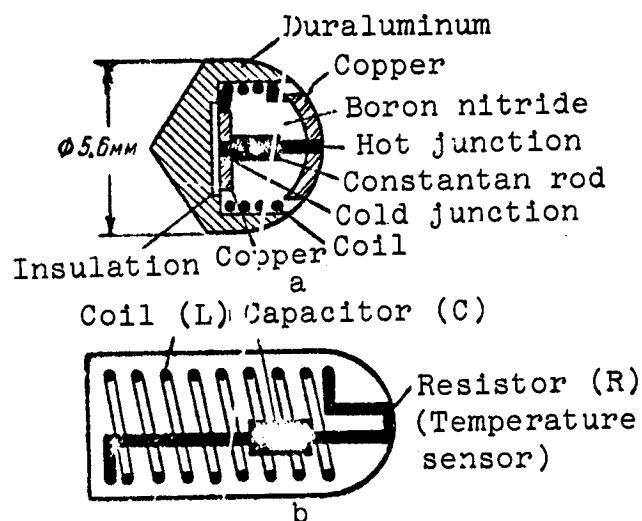 Duraluminum
Copper
Boron nitride
Φ5.6мм
Hot junction
Constantan rod
Cold junction
Insulation Copper Coil
a
Coil (L) Capacitor (C)
Resistor (R)
(Temperature
sensor)
b